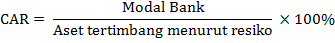 CAR = Modal Bank / Aset tertimbang menurut resiko × 100%